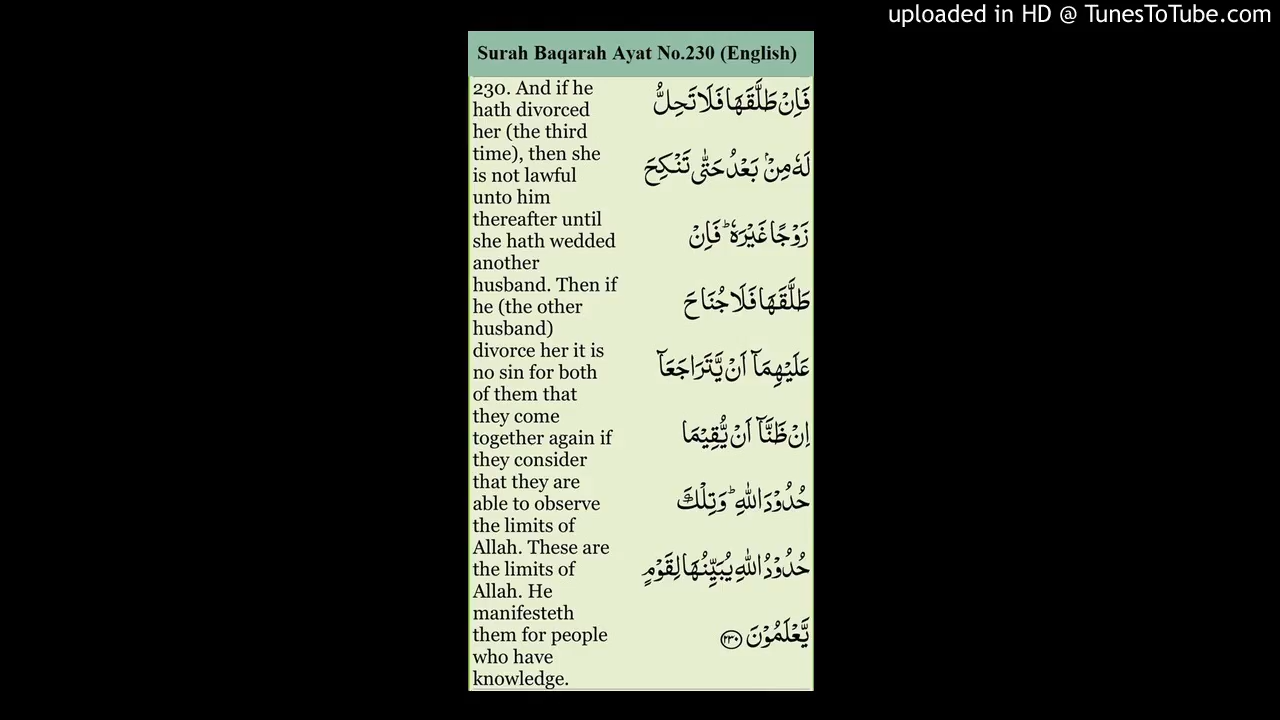 uploaded in HD @ TunesToTube.com
Surah Baqarah Ayat No.230 (English)
230. And if he
hath divorced
her (the third
time), then she
is not lawful
unto him
thereafter until
she hath wedded
another
husband. Then if
he (the other
husband)
divorce her it is
no sin for both
of them that
they come
together again if
they consider
that they are
able to observe
the limits of
Allah. These are
the limits of
Allah. He
manifesteth
them for people
who have
knowledge.
فَاِنْ طَلَّقَهَا فَلَا تَحِلُّ
لَهٗ مِنْۢ بَعْدُ حَتّٰى تَنْكِحَ
زَوْجًا غَيْرَهٗ ؕ فَاِنْ
طَلَّقَهَا فَلَا جُنَاحَ
عَلَيْهِمَاۤ اَنْ يَّتَرَاجَعَاۤ
اِنْ ظَنَّاۤ اَنْ يُّقِيْمَا
حُدُوْدَ اللّٰهِ ؕ وَتِلْكَ
حُدُوْدُ اللّٰهِ يُبَيِّنُهَا لِقَوْمٍ
يَّعْلَمُوْنَ ﴿۲۳۰﴾